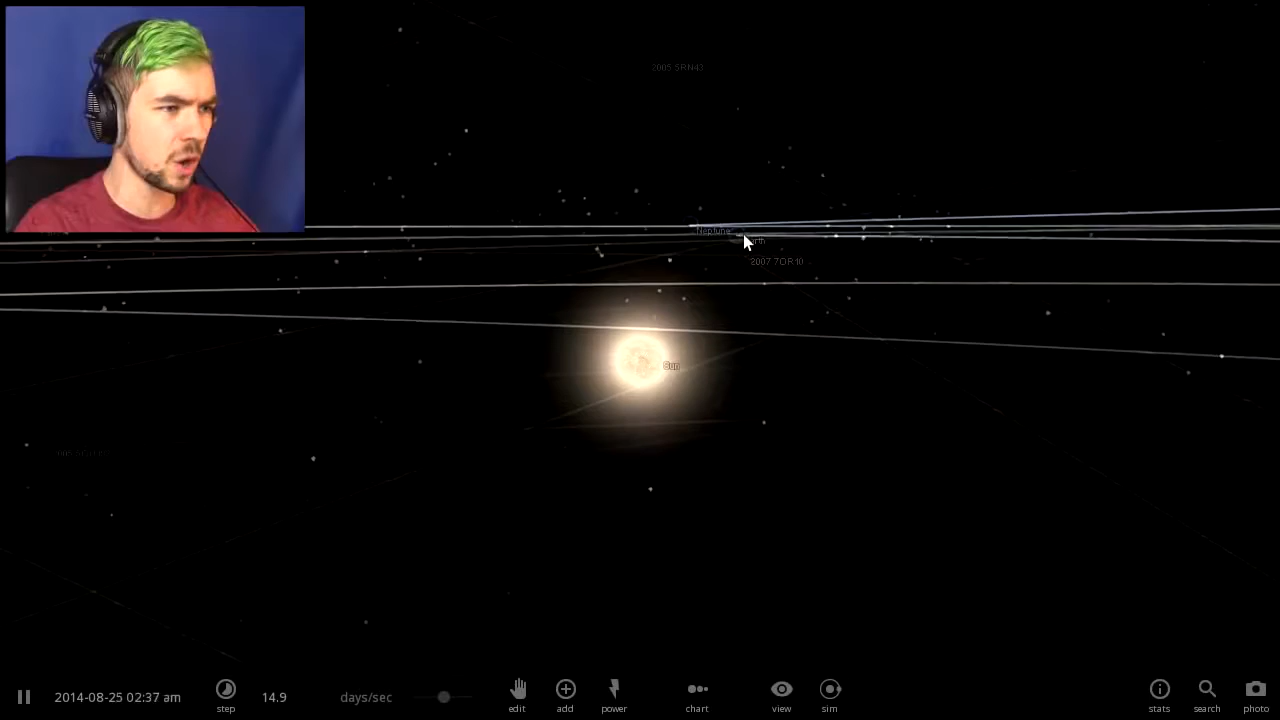 2005 SRN43
Neptune
2007 7OR10
Sun
2014-08-25 02:37 am
step
14.9
days/sec
edit
add
power
chart
view
sim
stats
search
photo